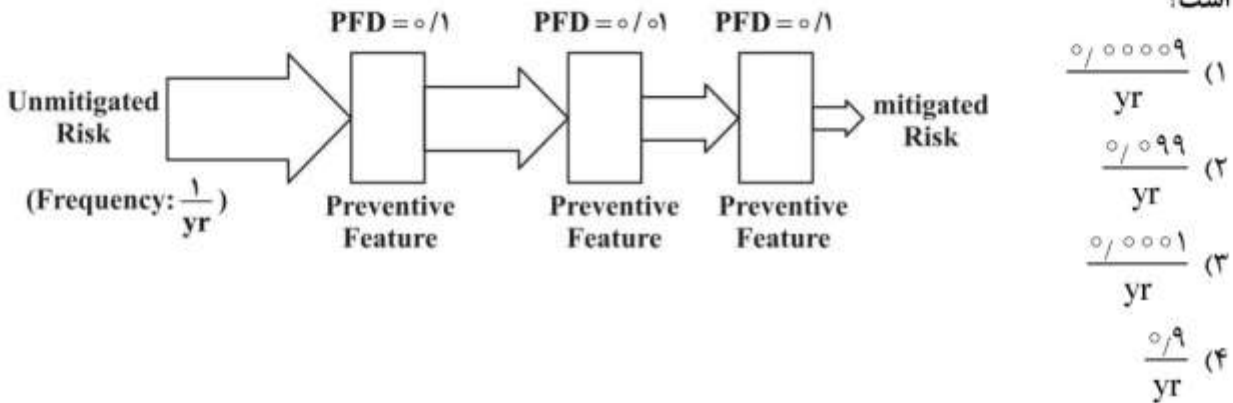 است؟
PFD = ۰/۱
PFD = ۰/۰۱
PFD = ۰/۱
Unmitigated
Risk
(Frequency: ۱/yr)
Preventive
Feature
Preventive
Feature
Preventive
Feature
mitigated
Risk
۱) ۰/۰۰۰۰۹
yr
۲) ۰/۰۹۹
yr
۳) ۰/۰۰۰۱
yr
۴) ۰/۹
yr